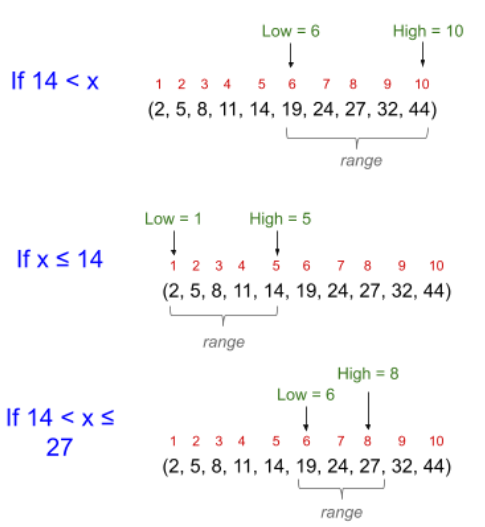 Low = 6 High = 10
If 14 < x
1 2 3 4 5 6 7 8 9 10
(2, 5, 8, 11, 14, 19, 24, 27, 32, 44)
range
Low = 1 High = 5
If x ≤ 14
1 2 3 4 5 6 7 8 9 10
(2, 5, 8, 11, 14, 19, 24, 27, 32, 44)
range
High = 8
Low = 6
If 14 < x ≤
27
1 2 3 4 5 6 7 8 9 10
(2, 5, 8, 11, 14, 19, 24, 27, 32, 44)
range